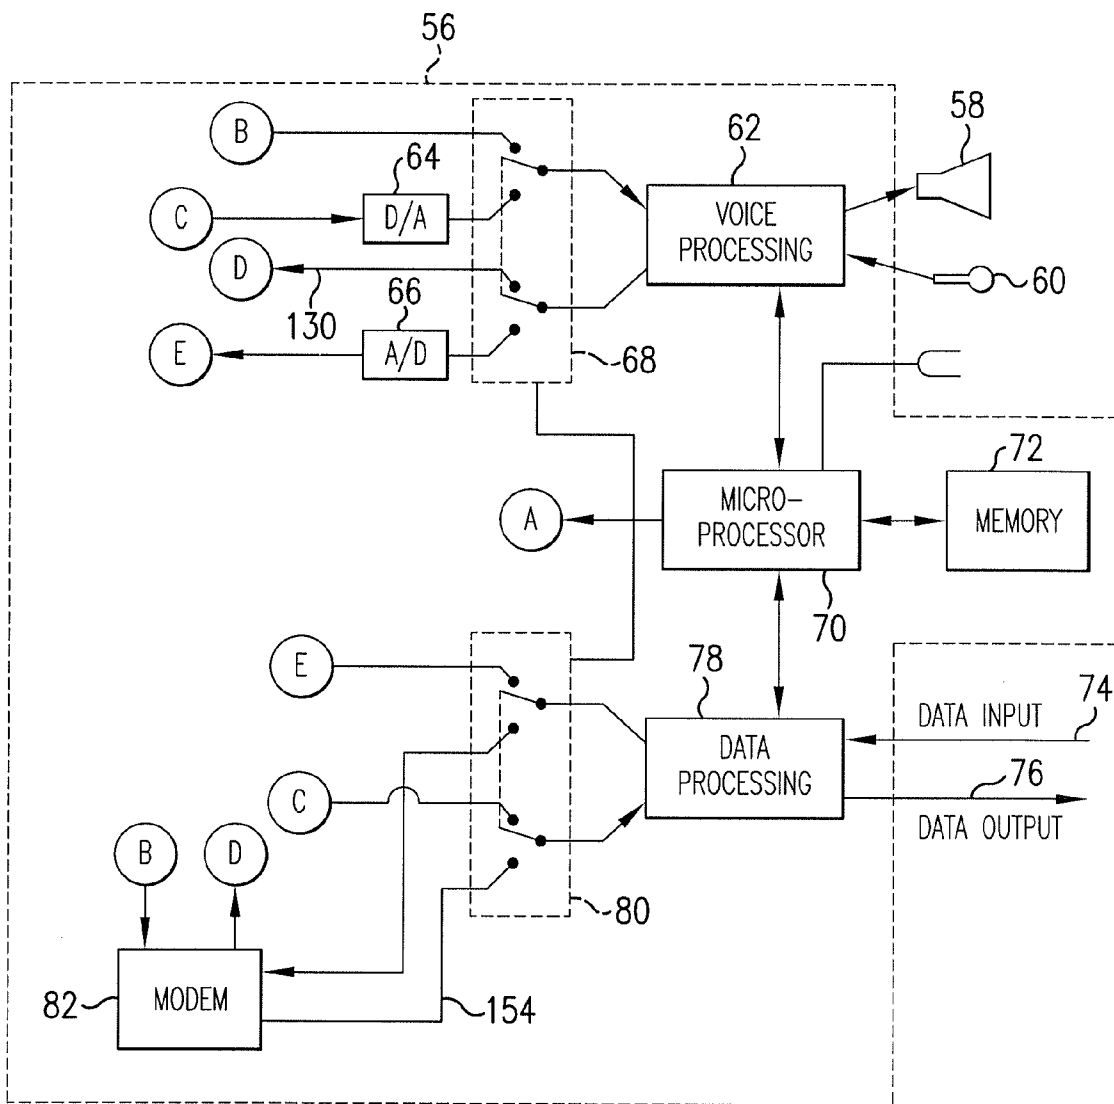 56
B
64
62
58
C
D/A
VOICE
PROCESSING
D
130
66
60
E
A/D
68
72
A
MICRO-
PROCESSOR
MEMORY
70
E
78
74
DATA INPUT
DATA
PROCESSING
76
C
DATA OUTPUT
B
D
80
82
MODEM
154